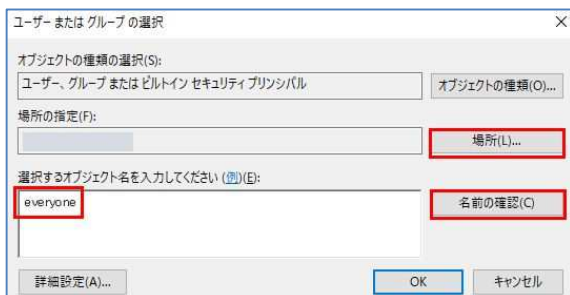 ユーザー または グループ の選択
オブジェクトの種類の選択(S):
ユーザー、グループ または ビルトイン セキュリティ プリンシパル
オブジェクトの種類(O)...
場所の指定(F):
場所(L)...
選択するオブジェクト名を入力してください (例)(E):
everyone
名前の確認(C)
詳細設定(A)...
OK
キャンセル